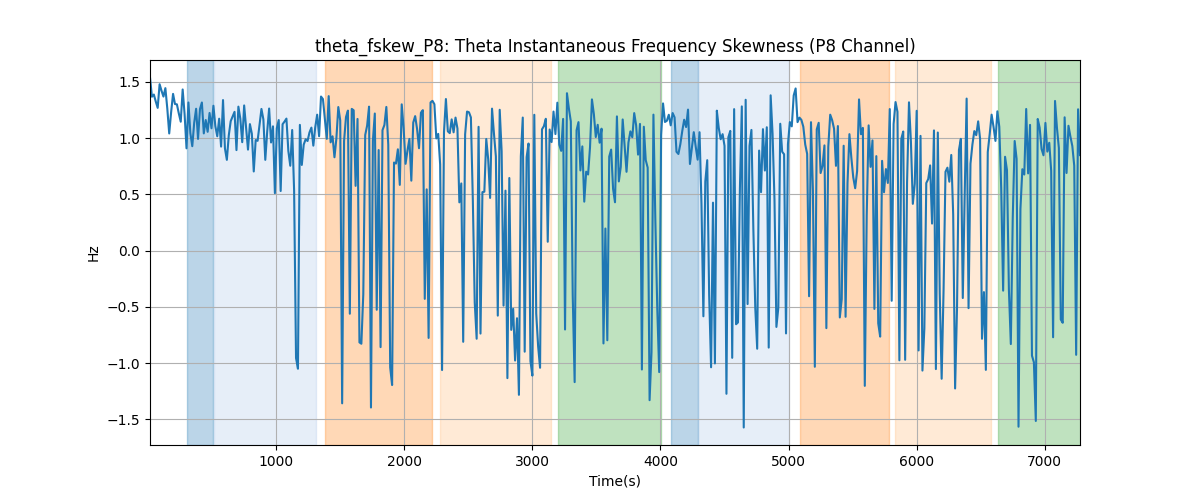 theta_fskew_P8: Theta Instantaneous Frequency Skewness (P8 Channel)
1.5
1.0
0.5
0.0
−0.5
−1.0
−1.5
Hz
1000 2000 3000 4000 5000 6000 7000
Time(s)